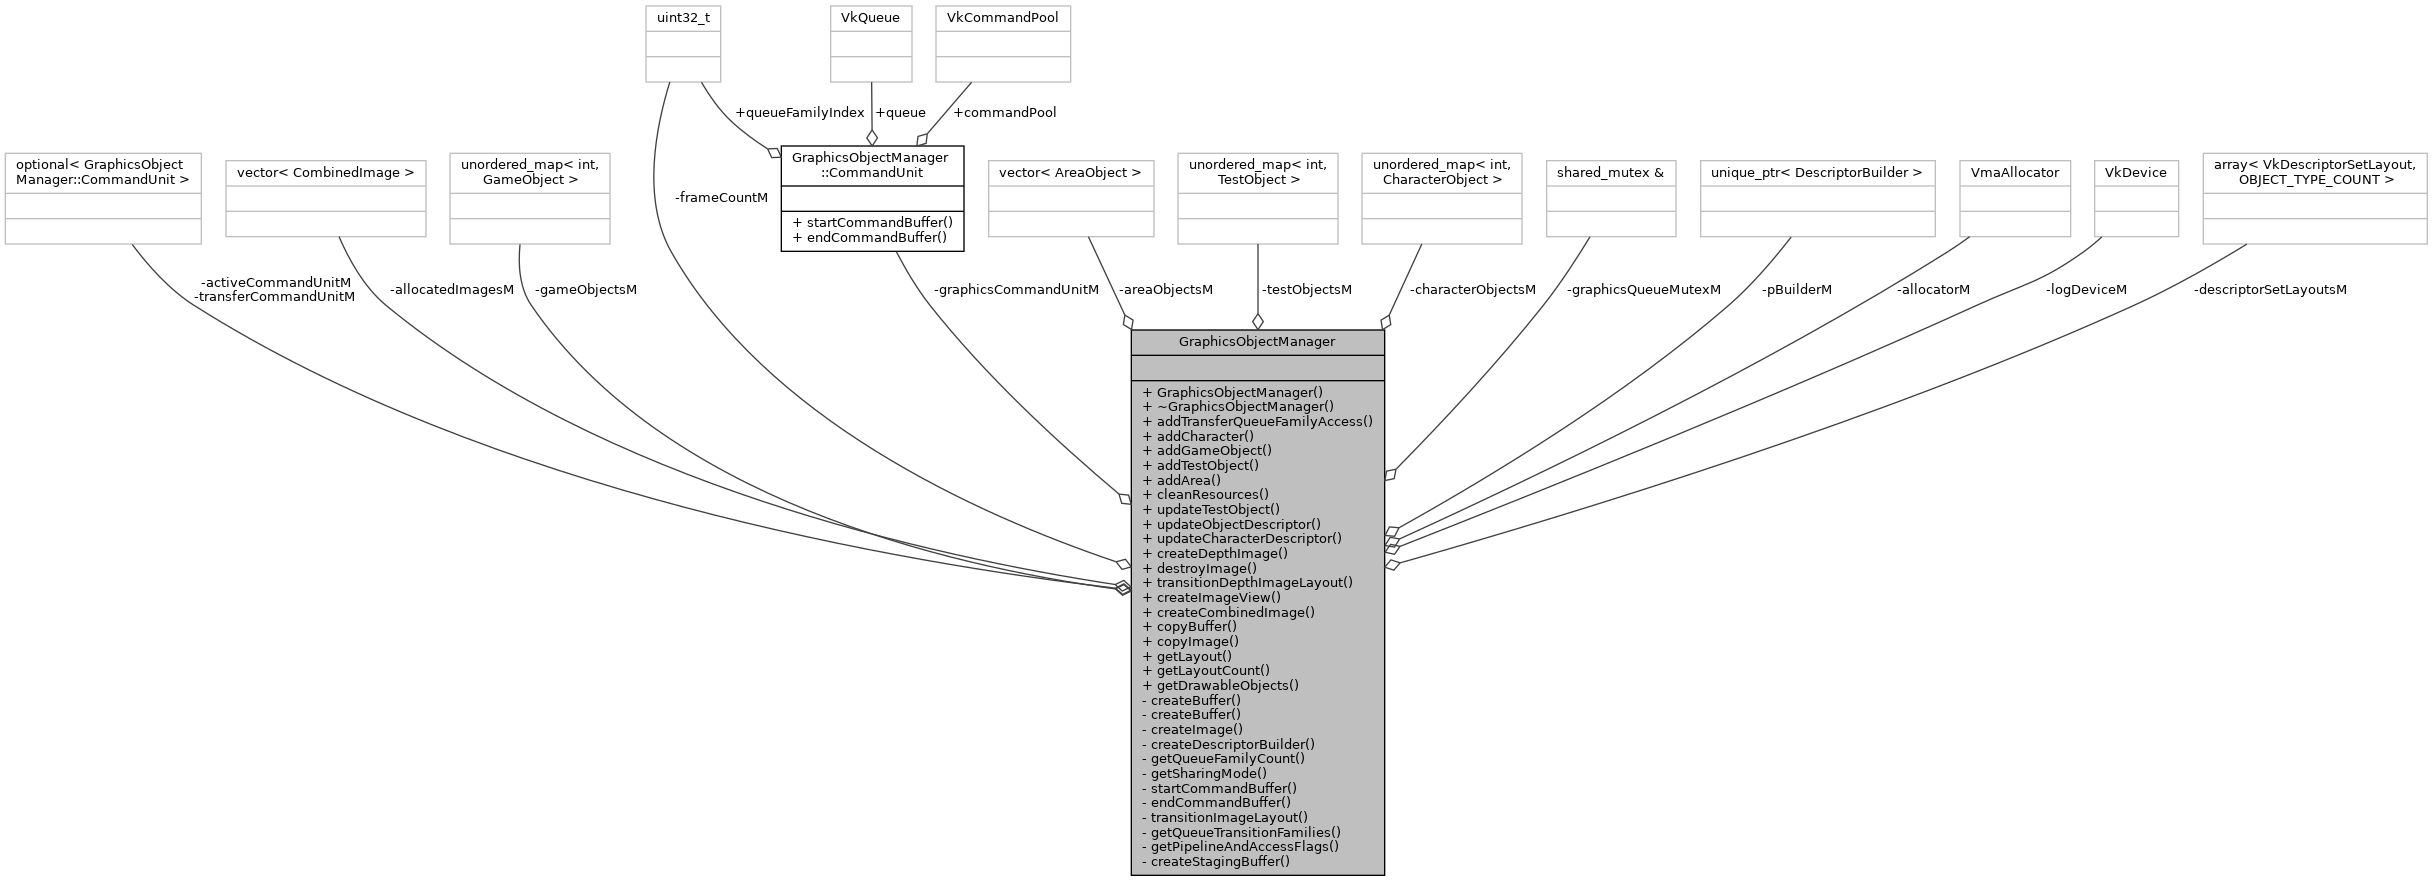 uint32_t
VkQueue
VkCommandPool
+queueFamilyIndex
+queue
+commandPool
optional< GraphicsObject
Manager::CommandUnit >
vector< CombinedImage >
unordered_map< int,
GameObject >
-frameCountM
GraphicsObjectManager
::CommandUnit
+ startCommandBuffer()
+ endCommandBuffer()
vector< AreaObject >
unordered_map< int,
TestObject >
unordered_map< int,
CharacterObject >
shared_mutex &
unique_ptr< DescriptorBuilder >
VmaAllocator
VkDevice
array< VkDescriptorSetLayout,
OBJECT_TYPE_COUNT >
-activeCommandUnitM
-transferCommandUnitM
-allocatedImagesM
-gameObjectsM
-graphicsCommandUnitM
-areaObjectsM
-testObjectsM
-characterObjectsM
-graphicsQueueMutexM
-pBuilderM
-allocatorM
-logDeviceM
-descriptorSetLayoutsM
GraphicsObjectManager
+ GraphicsObjectManager()
+ ~GraphicsObjectManager()
+ addTransferQueueFamilyAccess()
+ addCharacter()
+ addGameObject()
+ addTestObject()
+ addArea()
+ cleanResources()
+ updateTestObject()
+ updateObjectDescriptor()
+ updateCharacterDescriptor()
+ createDepthImage()
+ destroyImage()
+ transitionDepthImageLayout()
+ createImageView()
+ createCombinedImage()
+ copyBuffer()
+ copyImage()
+ getLayout()
+ getLayoutCount()
+ getDrawableObjects()
- createBuffer()
- createBuffer()
- createImage()
- createDescriptorBuilder()
- getQueueFamilyCount()
- getSharingMode()
- startCommandBuffer()
- endCommandBuffer()
- transitionImageLayout()
- getQueueTransitionFamilies()
- getPipelineAndAccessFlags()
- createStagingBuffer()